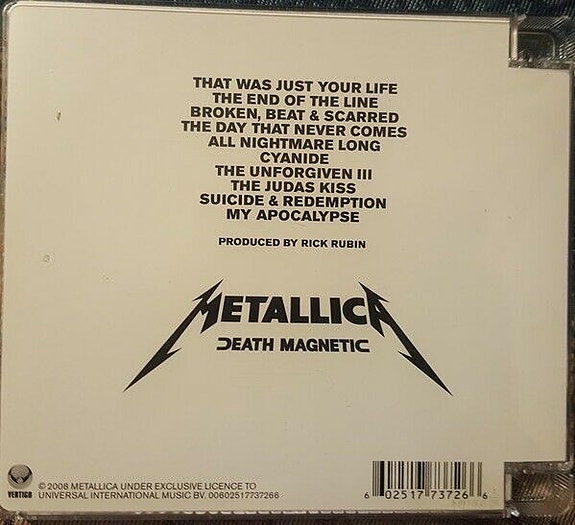 THAT WAS JUST YOUR LIFE
THE END OF THE LINE
BROKEN, BEAT & SCARRED
THE DAY THAT NEVER COMES
ALL NIGHTMARE LONG
CYANIDE
THE UNFORGIVEN III
THE JUDAS KISS
SUICIDE & REDEMPTION
MY APOCALYPSE
PRODUCED BY RICK RUBIN
METALLICA
DEATH MAGNETIC
VERTIGO
© 2008 METALLICA UNDER EXCLUSIVE LICENCE TO
UNIVERSAL INTERNATIONAL MUSIC BV. 00602517737266
6 02517 73726 6